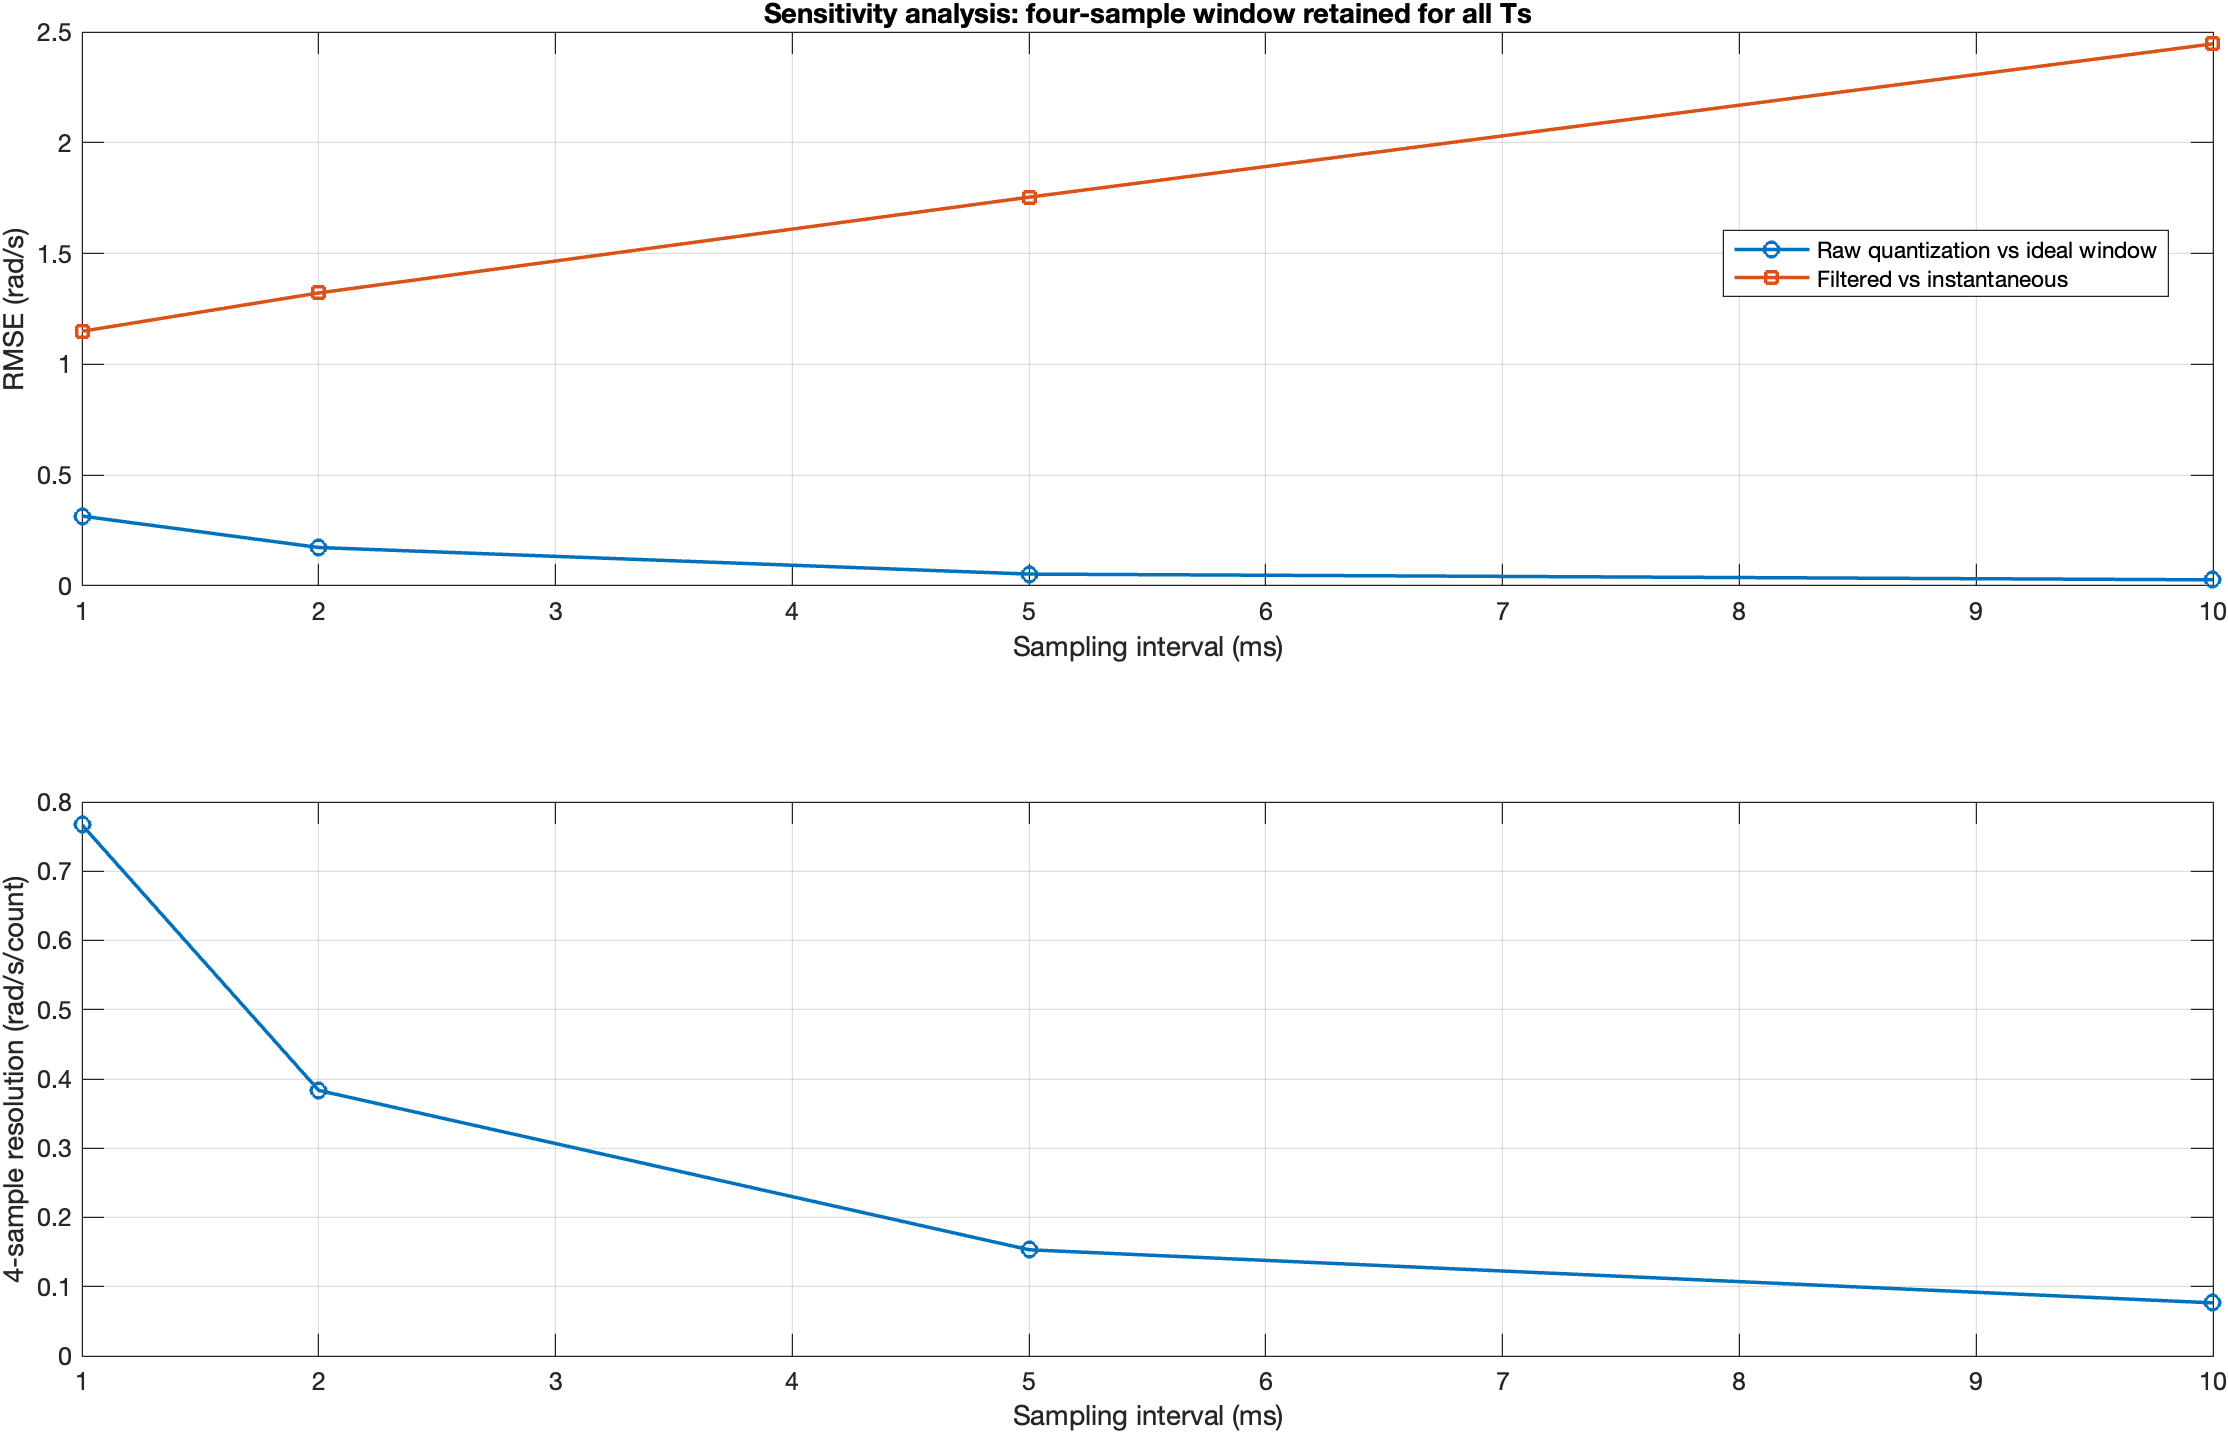 Sensitivity analysis: four-sample window retained for all Ts
2.5
2
1.5
1
0.5
0
RMSE (rad/s)
Raw quantization vs ideal window
Filtered vs instantaneous
1 2 3 4 5 6 7 8 9 10
Sampling interval (ms)
0.8
0.7
0.6
0.5
0.4
0.3
0.2
0.1
0
4-sample resolution (rad/s/count)
1 2 3 4 5 6 7 8 9 10
Sampling interval (ms)